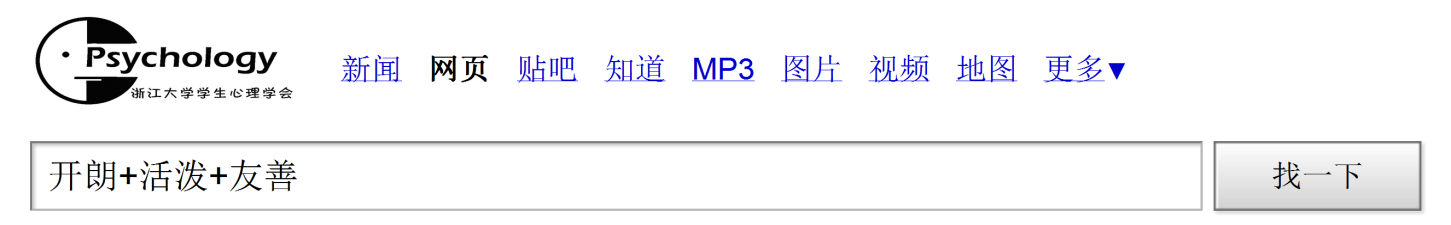 Psychology
浙江大学学生心理学会
新闻 网页 贴吧 知道 MP3 图片 视频 地图 更多▼
开朗+活泼+友善 找一下